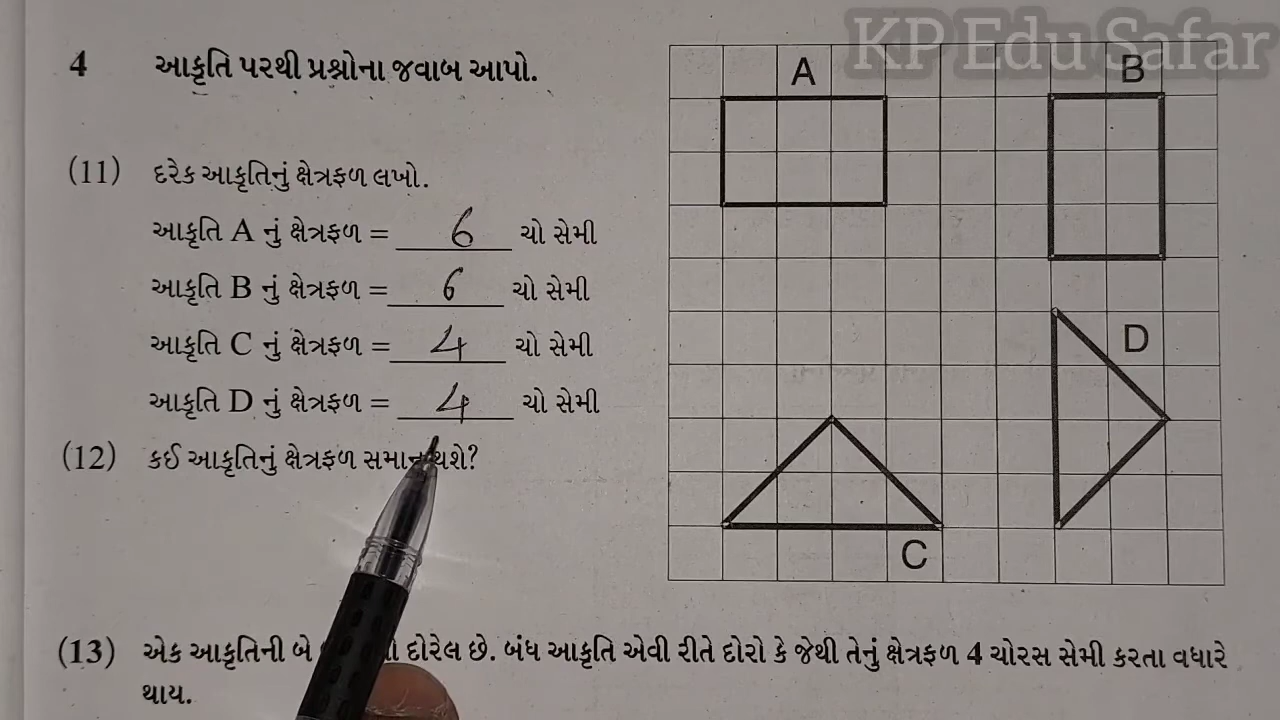 KP Edu Safar
4 આકૃતિ પરથી પ્રશ્નોના જવાબ આપો.
(11) દરેક આકૃતિનું ક્ષેત્રફળ લખો.
આકૃતિ A નું ક્ષેત્રફળ = 6 ચો સેમી
આકૃતિ B નું ક્ષેત્રફળ = 6 ચો સેમી
આકૃતિ C નું ક્ષેત્રફળ = 4 ચો સેમી
આકૃતિ D નું ક્ષેત્રફળ = 4 ચો સેમી
(12) કઈ આકૃતિનું ક્ષેત્રફળ સમાન થશે?
A
B
D
C
(13) એક આકૃતિની બે દોરેલ છે. બંધ આકૃતિ એવી રીતે દોરો કે જેથી તેનું ક્ષેત્રફળ 4 ચોરસ સેમી કરતા વધારે
થાય.